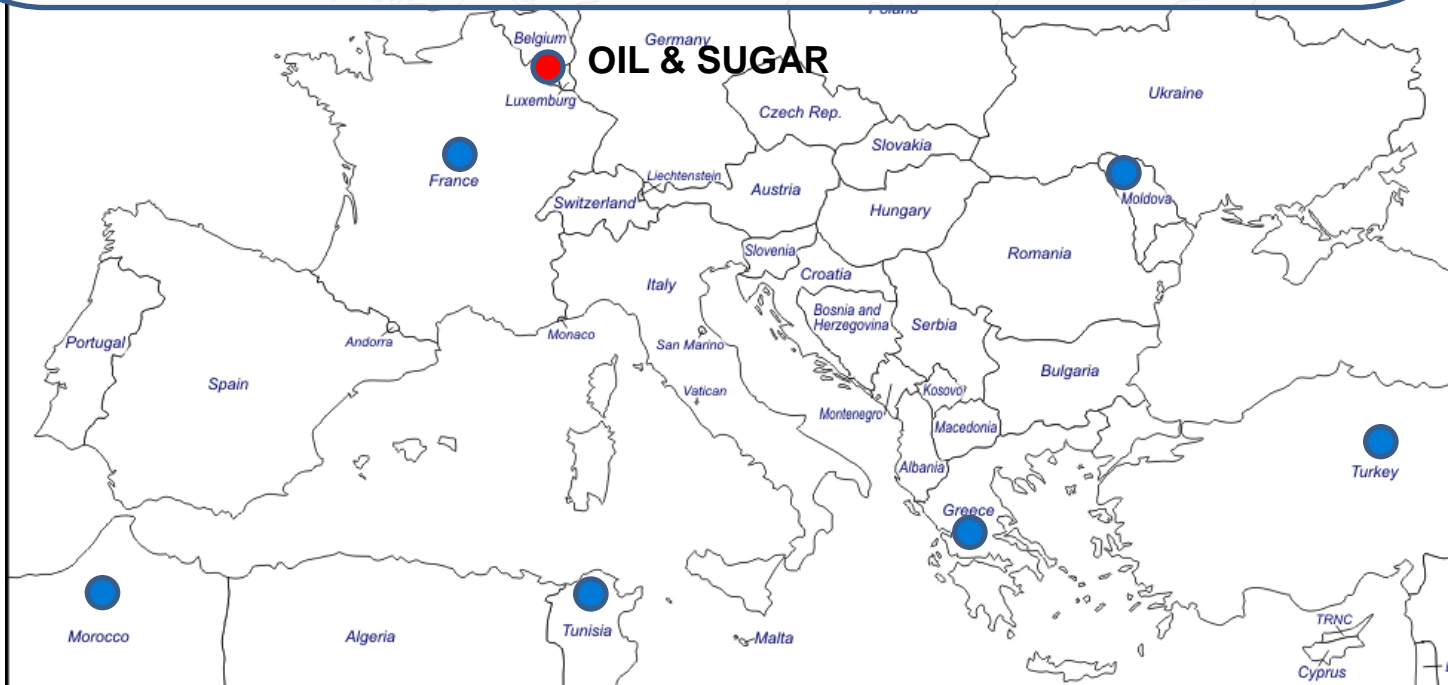 Poland
Belgium
Germany
OIL & SUGAR
Luxemburg
Ukraine
Czech Rep.
Slovakia
France
Liechtenstein
Austria
Switzerland
Moldova
Hungary
Slovenia
Romania
Croatia
Italy
Bosnia and
Herzegovina
Serbia
Portugal
Andorra
Monaco
San Marino
Bulgaria
Spain
Vatican
Kosovo
Montenegro
Macedonia
Albania
Turkey
Greece
TRNC
Morocco
Algeria
Tunisia
Malta
Cyprus